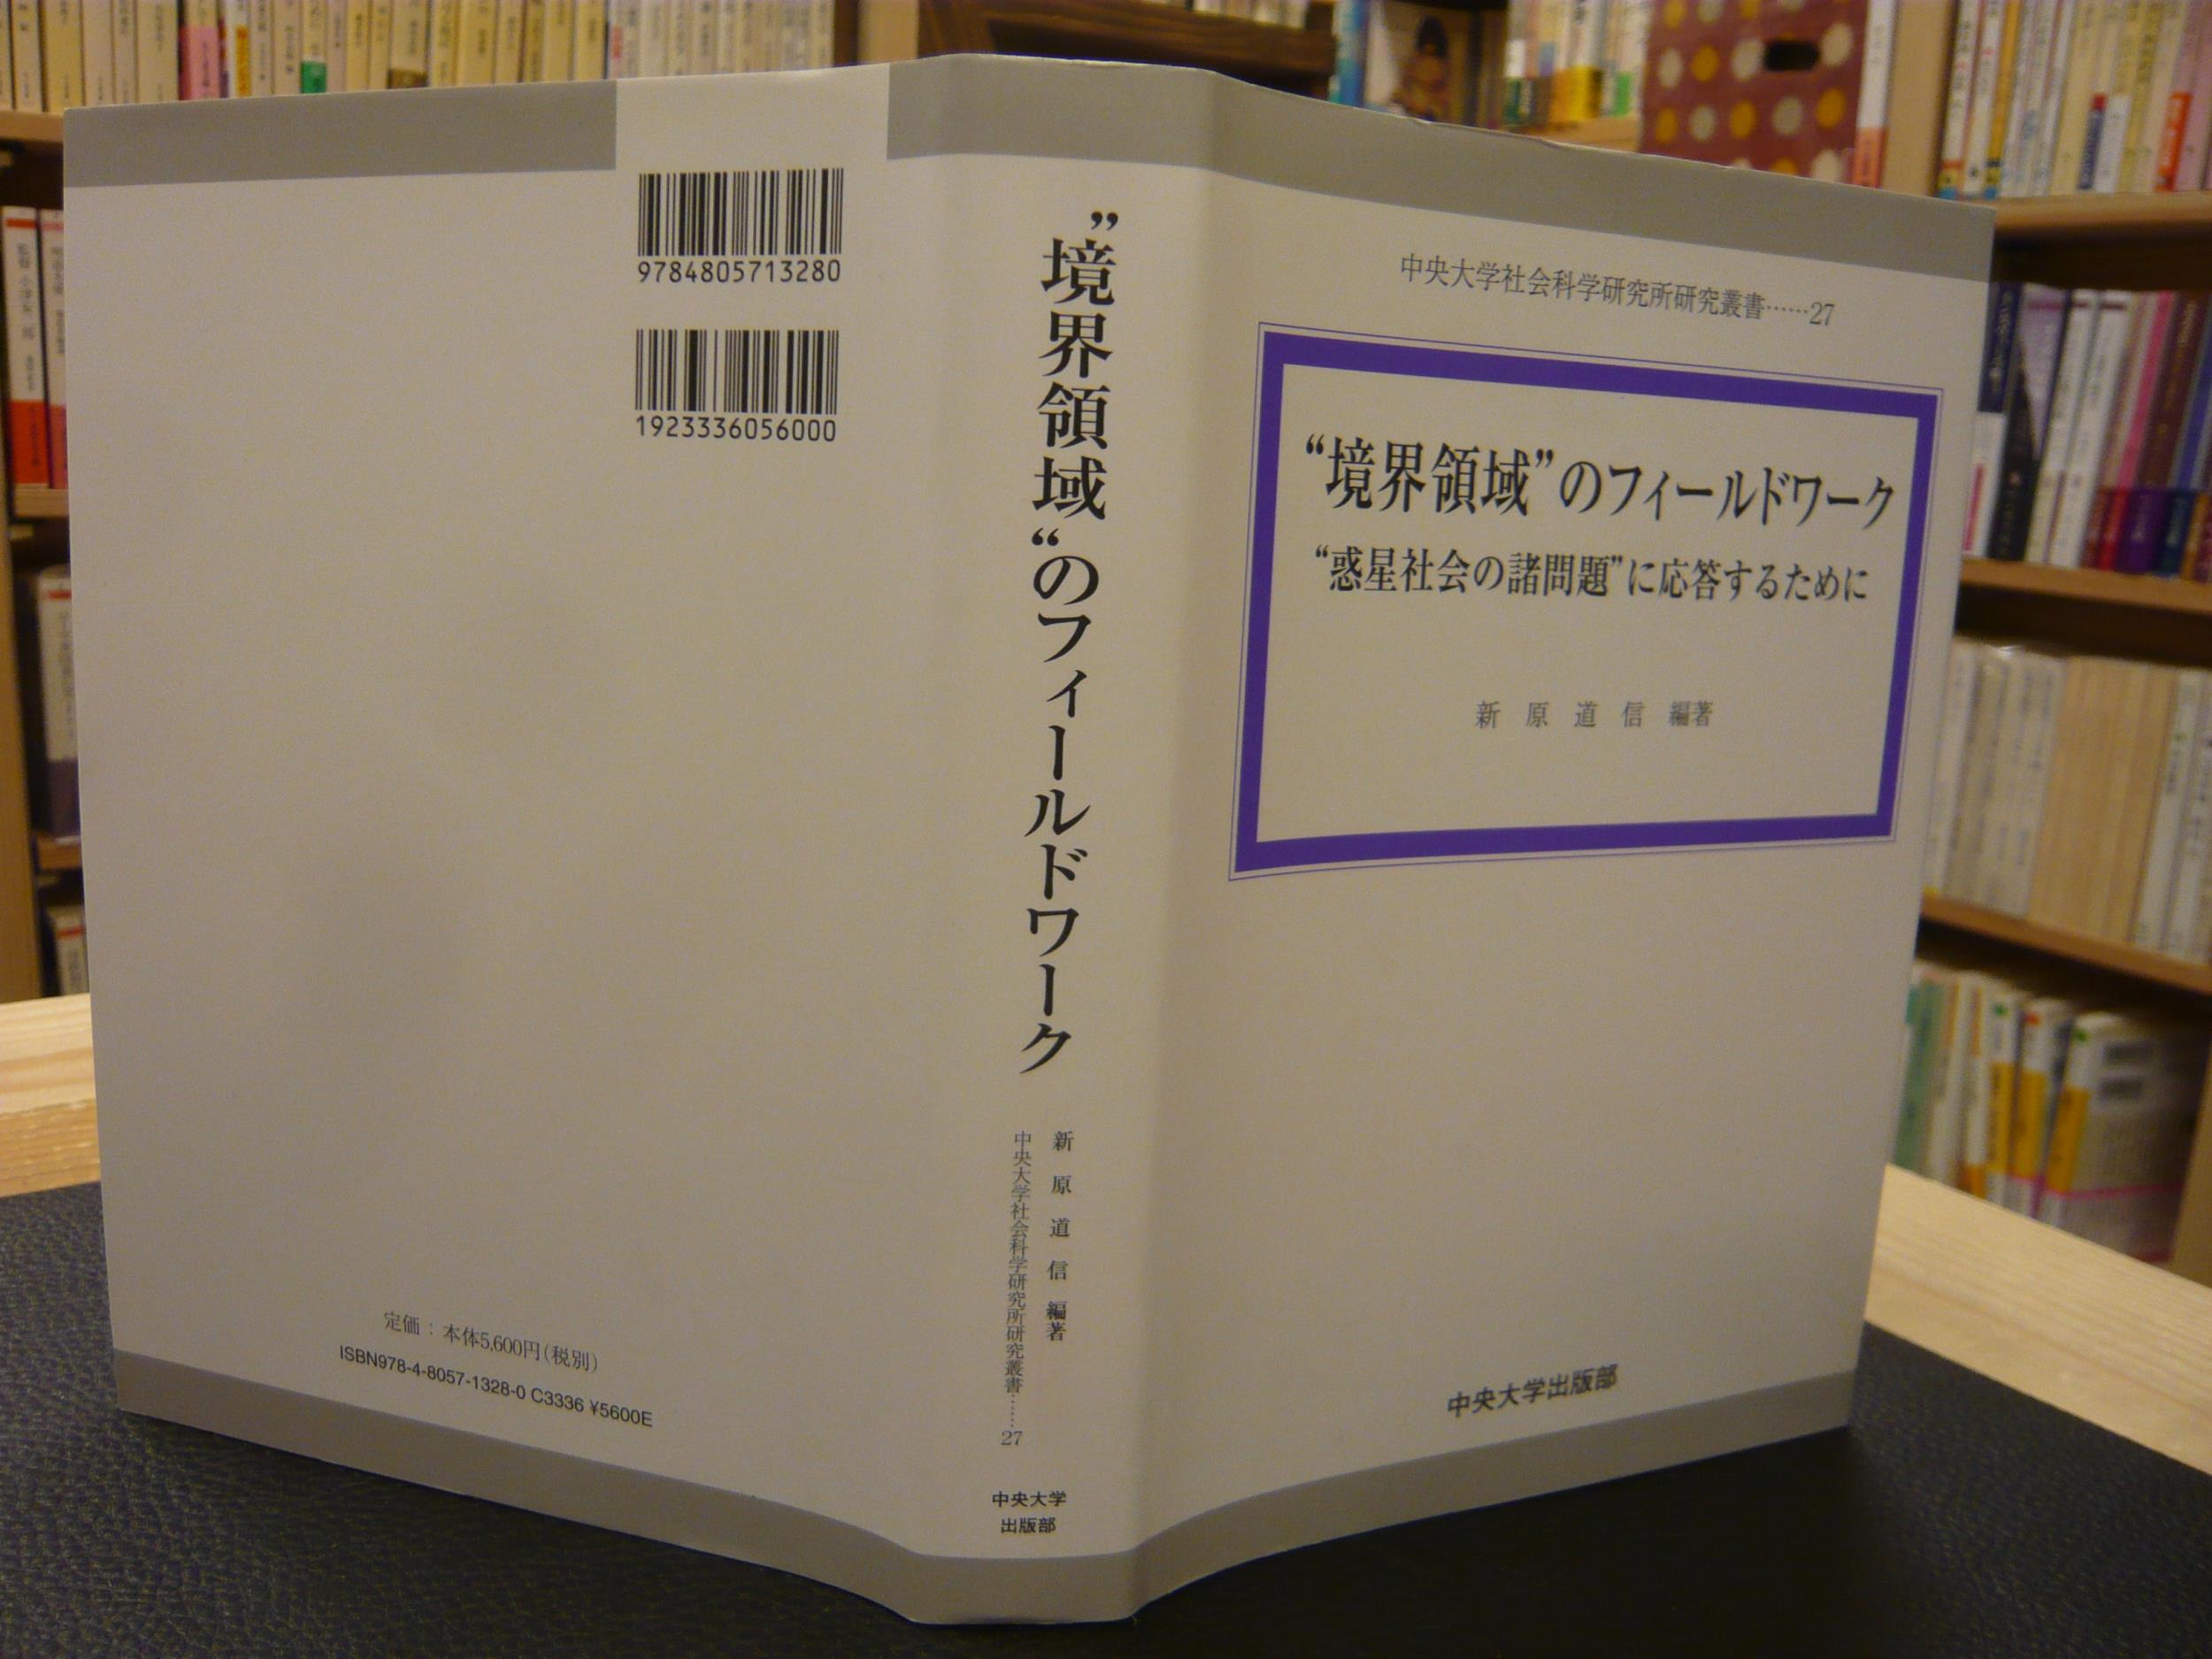 中央大学社会科学研究所研究叢書……27
“境界領域”のフィールドワーク
“惑星社会の諸問題”に応答するために
新原道信 編著
中央大学出版部
”境界領域“のフィールドワーク
新原道信 編著
中央大学社会科学研究所研究叢書……27
中央大学
出版部
9784805713280
1923336056000
定価：本体5,600円（税別）
ISBN978-4-8057-1328-0 C3336 ¥5600E